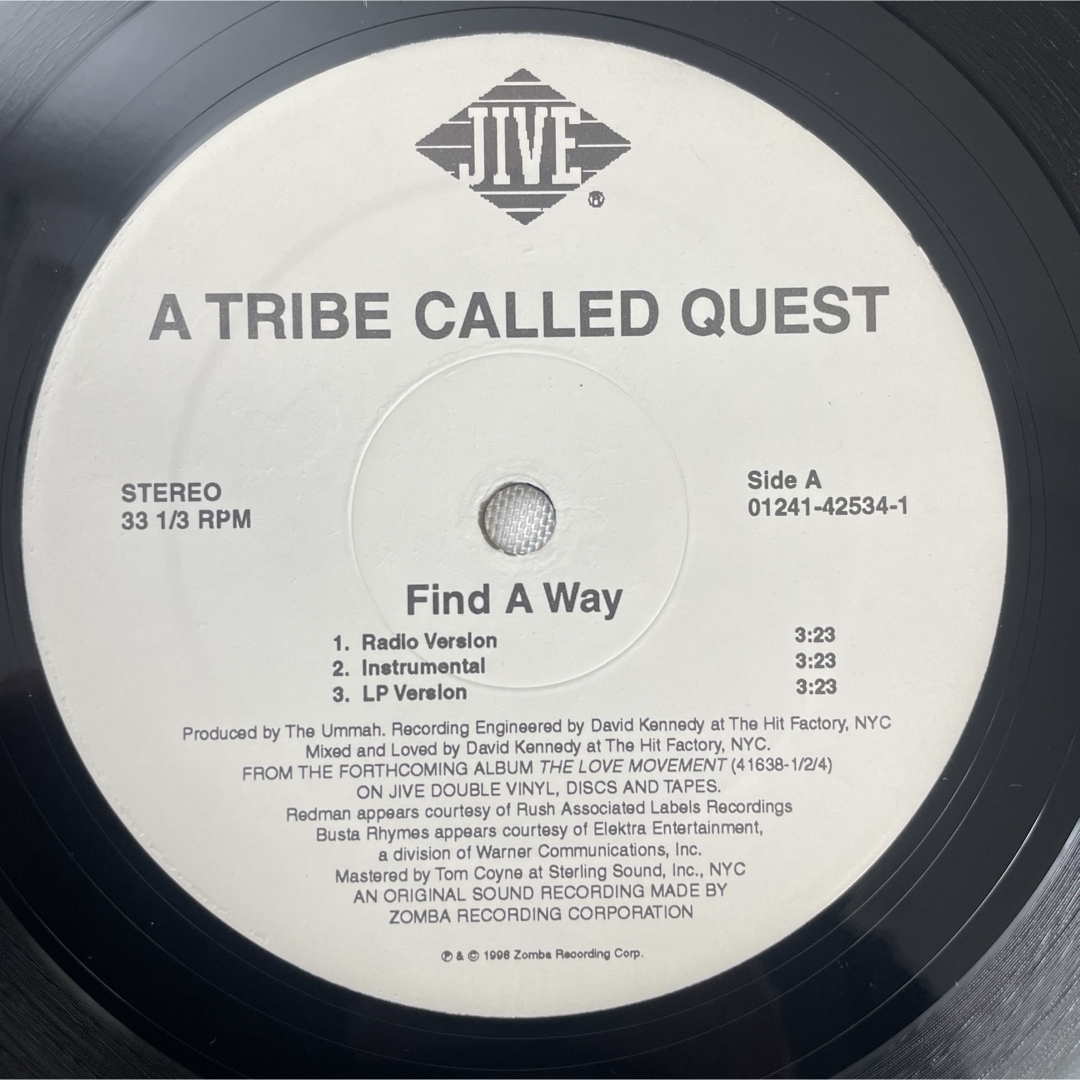 JIVE
®
A TRIBE CALLED QUEST
STEREO
33 1/3 RPM
Side A
01241-42534-1
Find A Way
1. Radio Version 3:23
2. Instrumental 3:23
3. LP Version 3:23
Produced by The Ummah. Recording Engineered by David Kennedy at The Hit Factory, NYC
Mixed and Loved by David Kennedy at The Hit Factory, NYC.
FROM THE FORTHCOMING ALBUM THE LOVE MOVEMENT (41638-1/2/4)
ON JIVE DOUBLE VINYL, DISCS AND TAPES.
Redman appears courtesy of Rush Associated Labels Recordings
Busta Rhymes appears courtesy of Elektra Entertainment,
a division of Warner Communications, Inc.
Mastered by Tom Coyne at Sterling Sound, Inc., NYC
AN ORIGINAL SOUND RECORDING MADE BY
ZOMBA RECORDING CORPORATION
℗ & © 1998 Zomba Recording Corp.